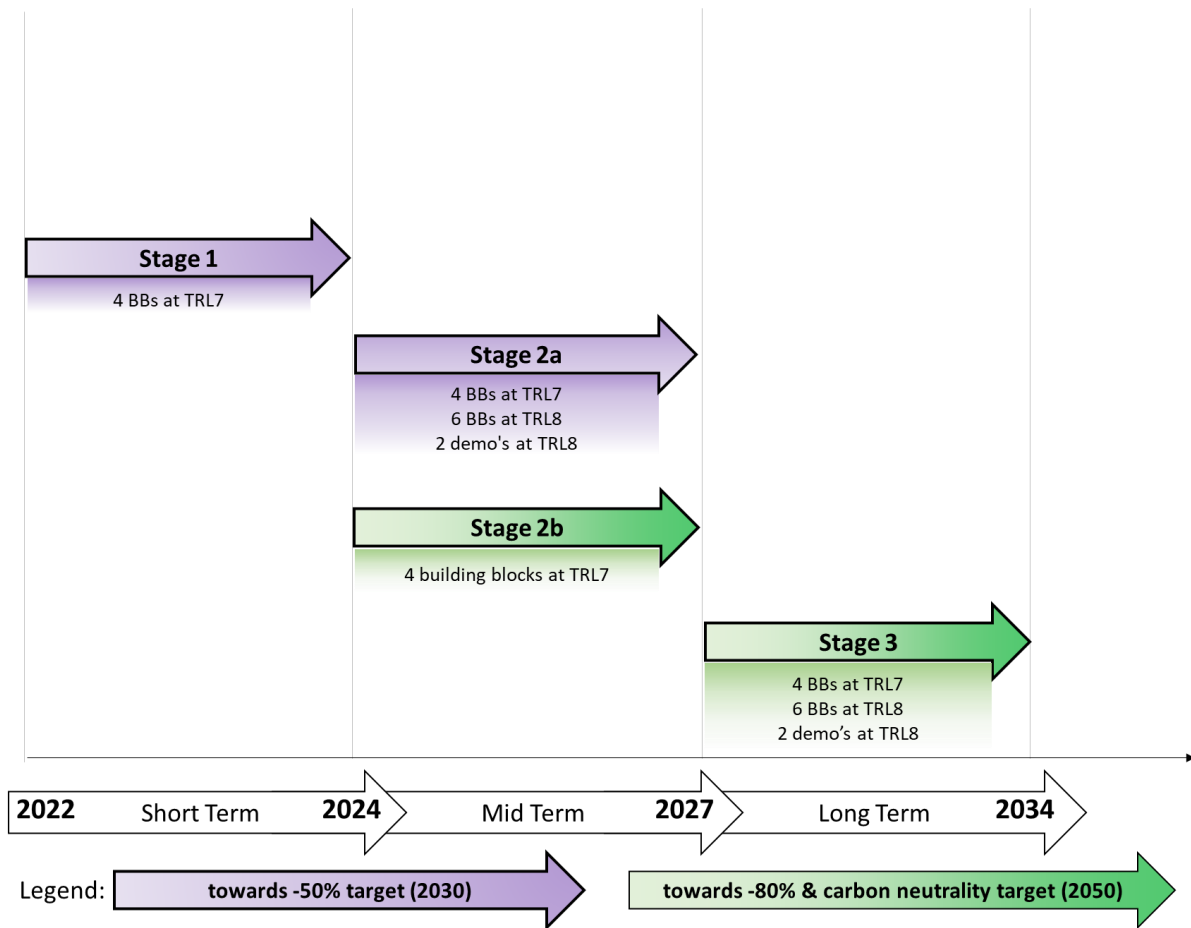 Stage 1
4 BBs at TRL7
Stage 2a
4 BBs at TRL7
6 BBs at TRL8
2 demo's at TRL8
Stage 2b
4 building blocks at TRL7
Stage 3
4 BBs at TRL7
6 BBs at TRL8
2 demo’s at TRL8
2022 Short Term 2024 Mid Term 2027 Long Term 2034
Legend: towards -50% target (2030) towards -80% & carbon neutrality target (2050)